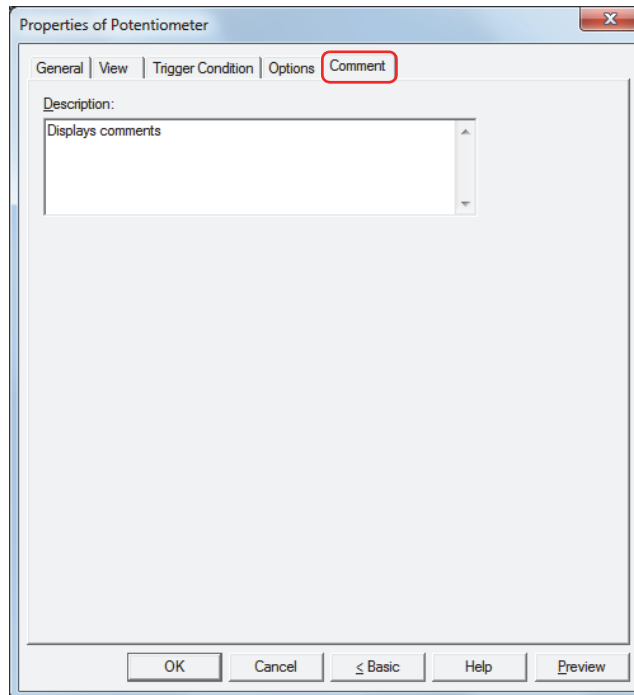 Properties of Potentiometer
General View Trigger Condition Options Comment
Description:
Displays comments
OK Cancel < Basic Help Preview